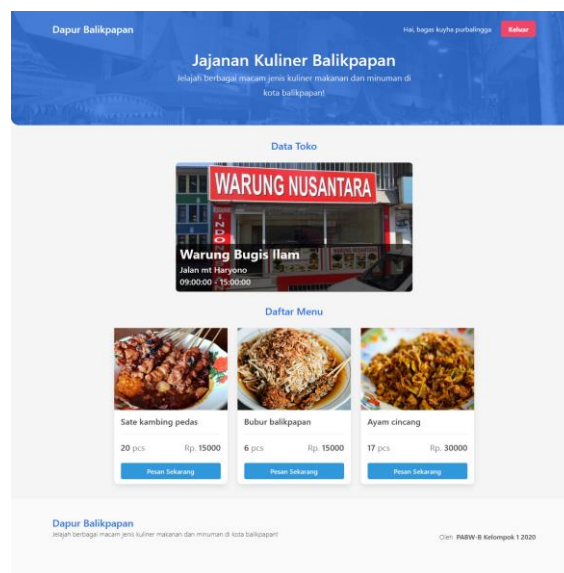 Dapur Balikpapan
Hai, bagas kuyha purbalingga
Keluar
Jajanan Kuliner Balikpapan
Jelajah berbagai macam jenis kuliner makanan dan minuman di
kota balikpapan!
Data Toko
WARUNG NUSANTARA
INDON
Warung Bugis Ilam
Jalan mt Haryono
09:00:00 - 15:00:00
Daftar Menu
Sate kambing pedas
20 pcs Rp. 15000
Pesan Sekarang
Bubur balikpapan
6 pcs Rp. 15000
Pesan Sekarang
Ayam cincang
17 pcs Rp. 30000
Pesan Sekarang
Dapur Balikpapan
Jelajah berbagai macam jenis kuliner makanan dan minuman di kota balikpapan!
Oleh PABW-B Kelompok 1 2020